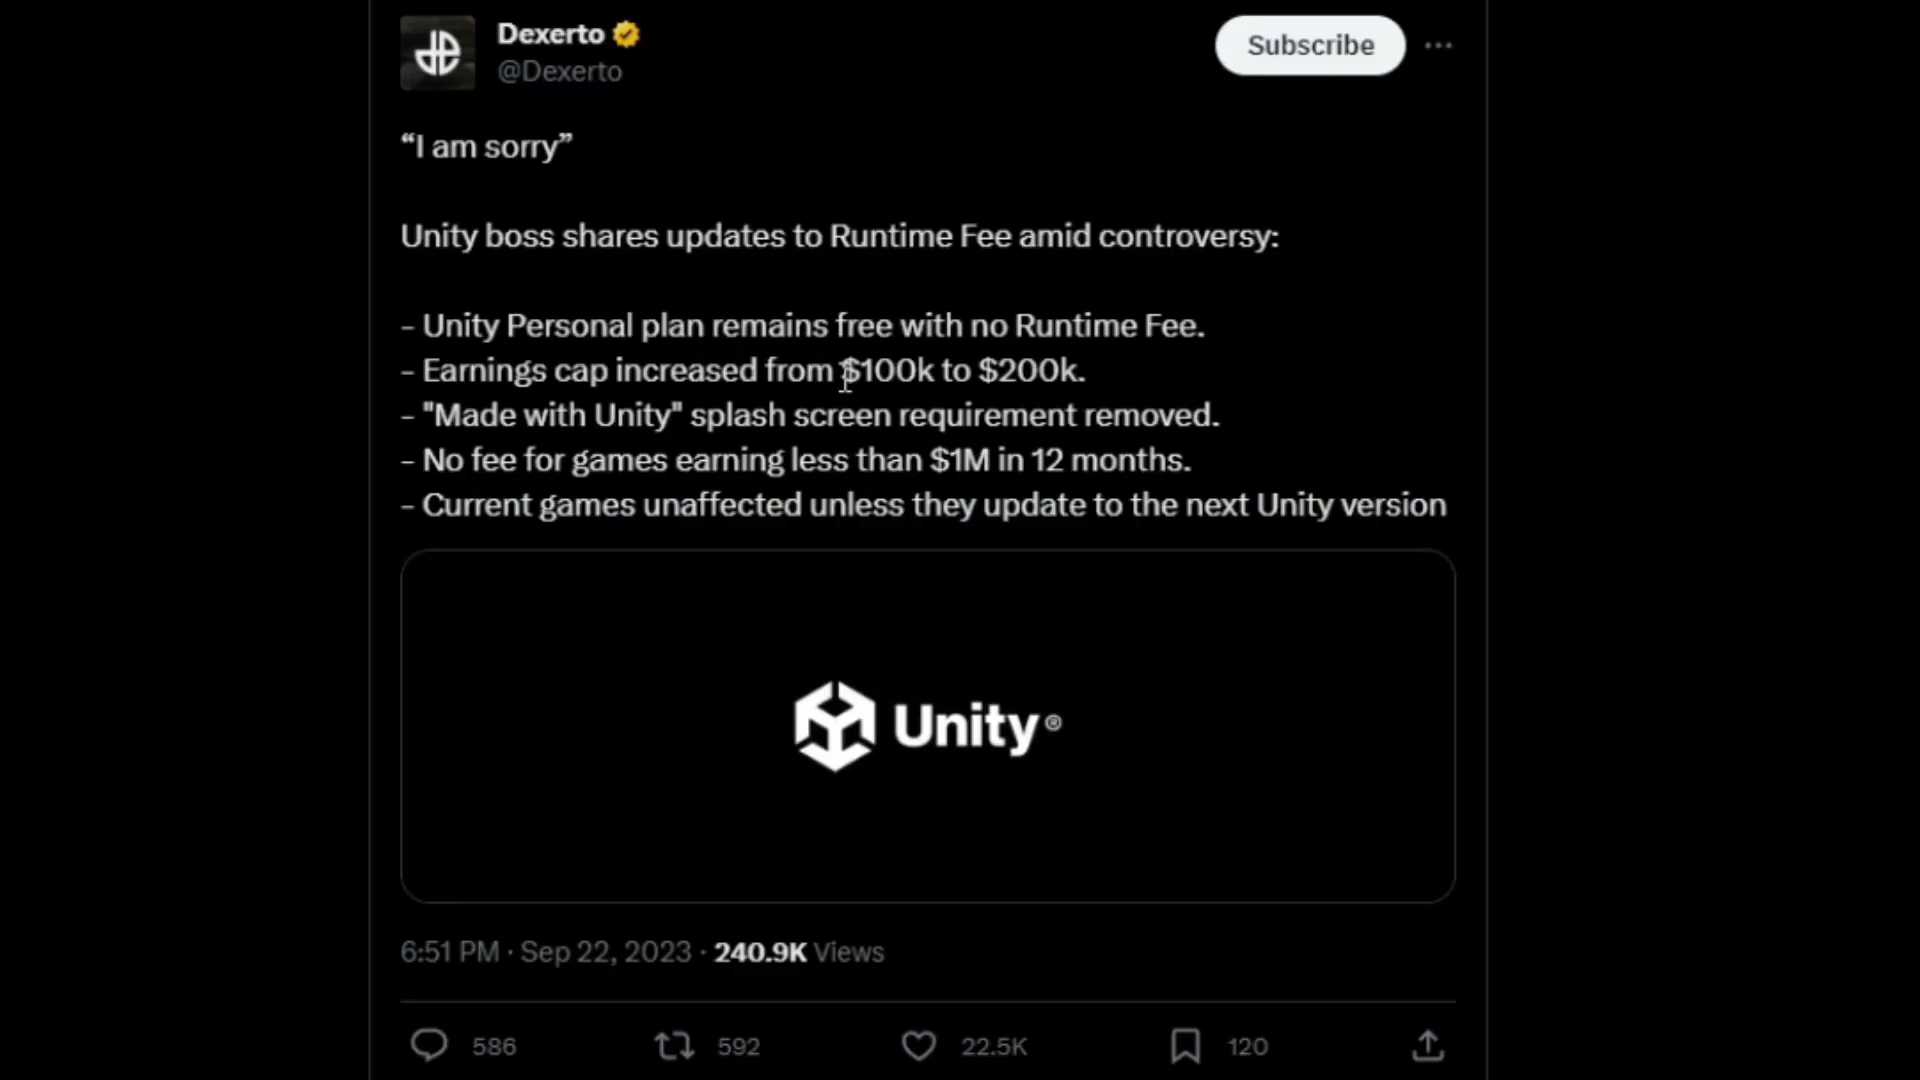 Dexerto
@Dexerto
Subscribe
“I am sorry”
Unity boss shares updates to Runtime Fee amid controversy:
- Unity Personal plan remains free with no Runtime Fee.
- Earnings cap increased from $100k to $200k.
- "Made with Unity" splash screen requirement removed.
- No fee for games earning less than $1M in 12 months.
- Current games unaffected unless they update to the next Unity version
Unity®
6:51 PM · Sep 22, 2023 · 240.9K Views
586 592 22.5K 120